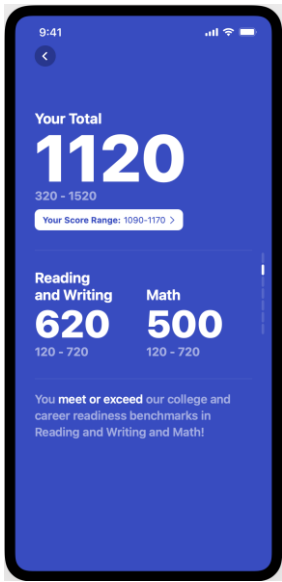 9:41
Your Total
1120
320 - 1520
Your Score Range: 1090-1170 >
Reading
and Writing
620
120 - 720
Math
500
120 - 720
You meet or exceed our college and
career readiness benchmarks in
Reading and Writing and Math!